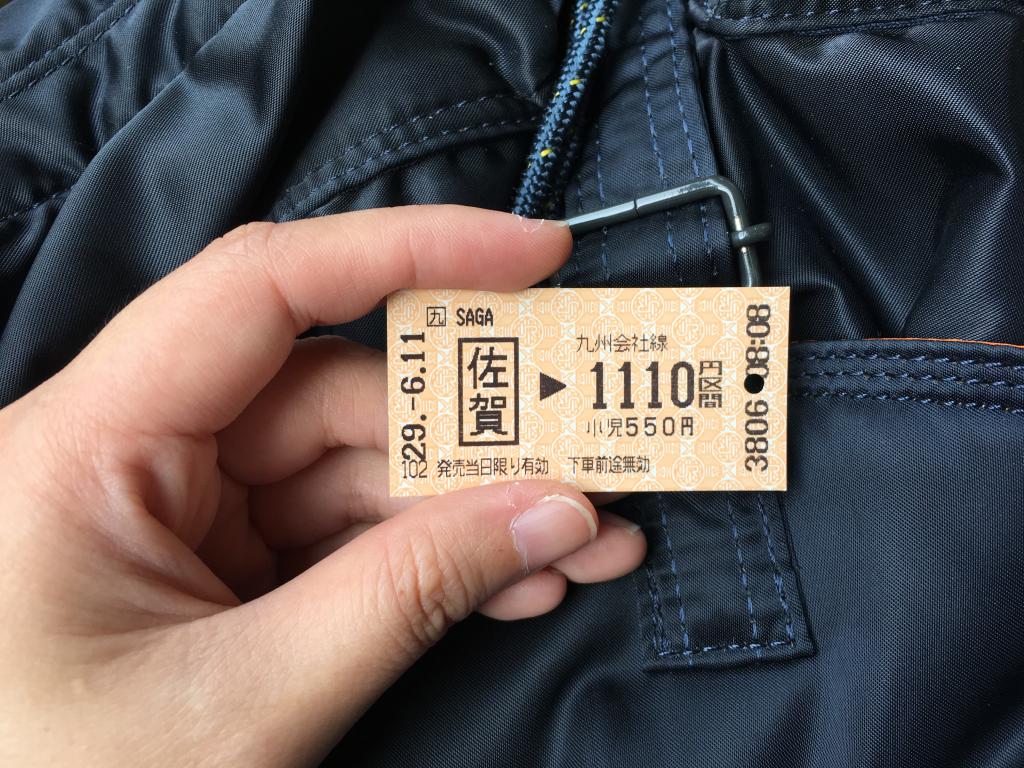 九 SAGA
29.-6.11
佐賀
▶
九州会社線
1110円区間
小児550円
3806 08:08
102 発売当日限り有効 下車前途無効